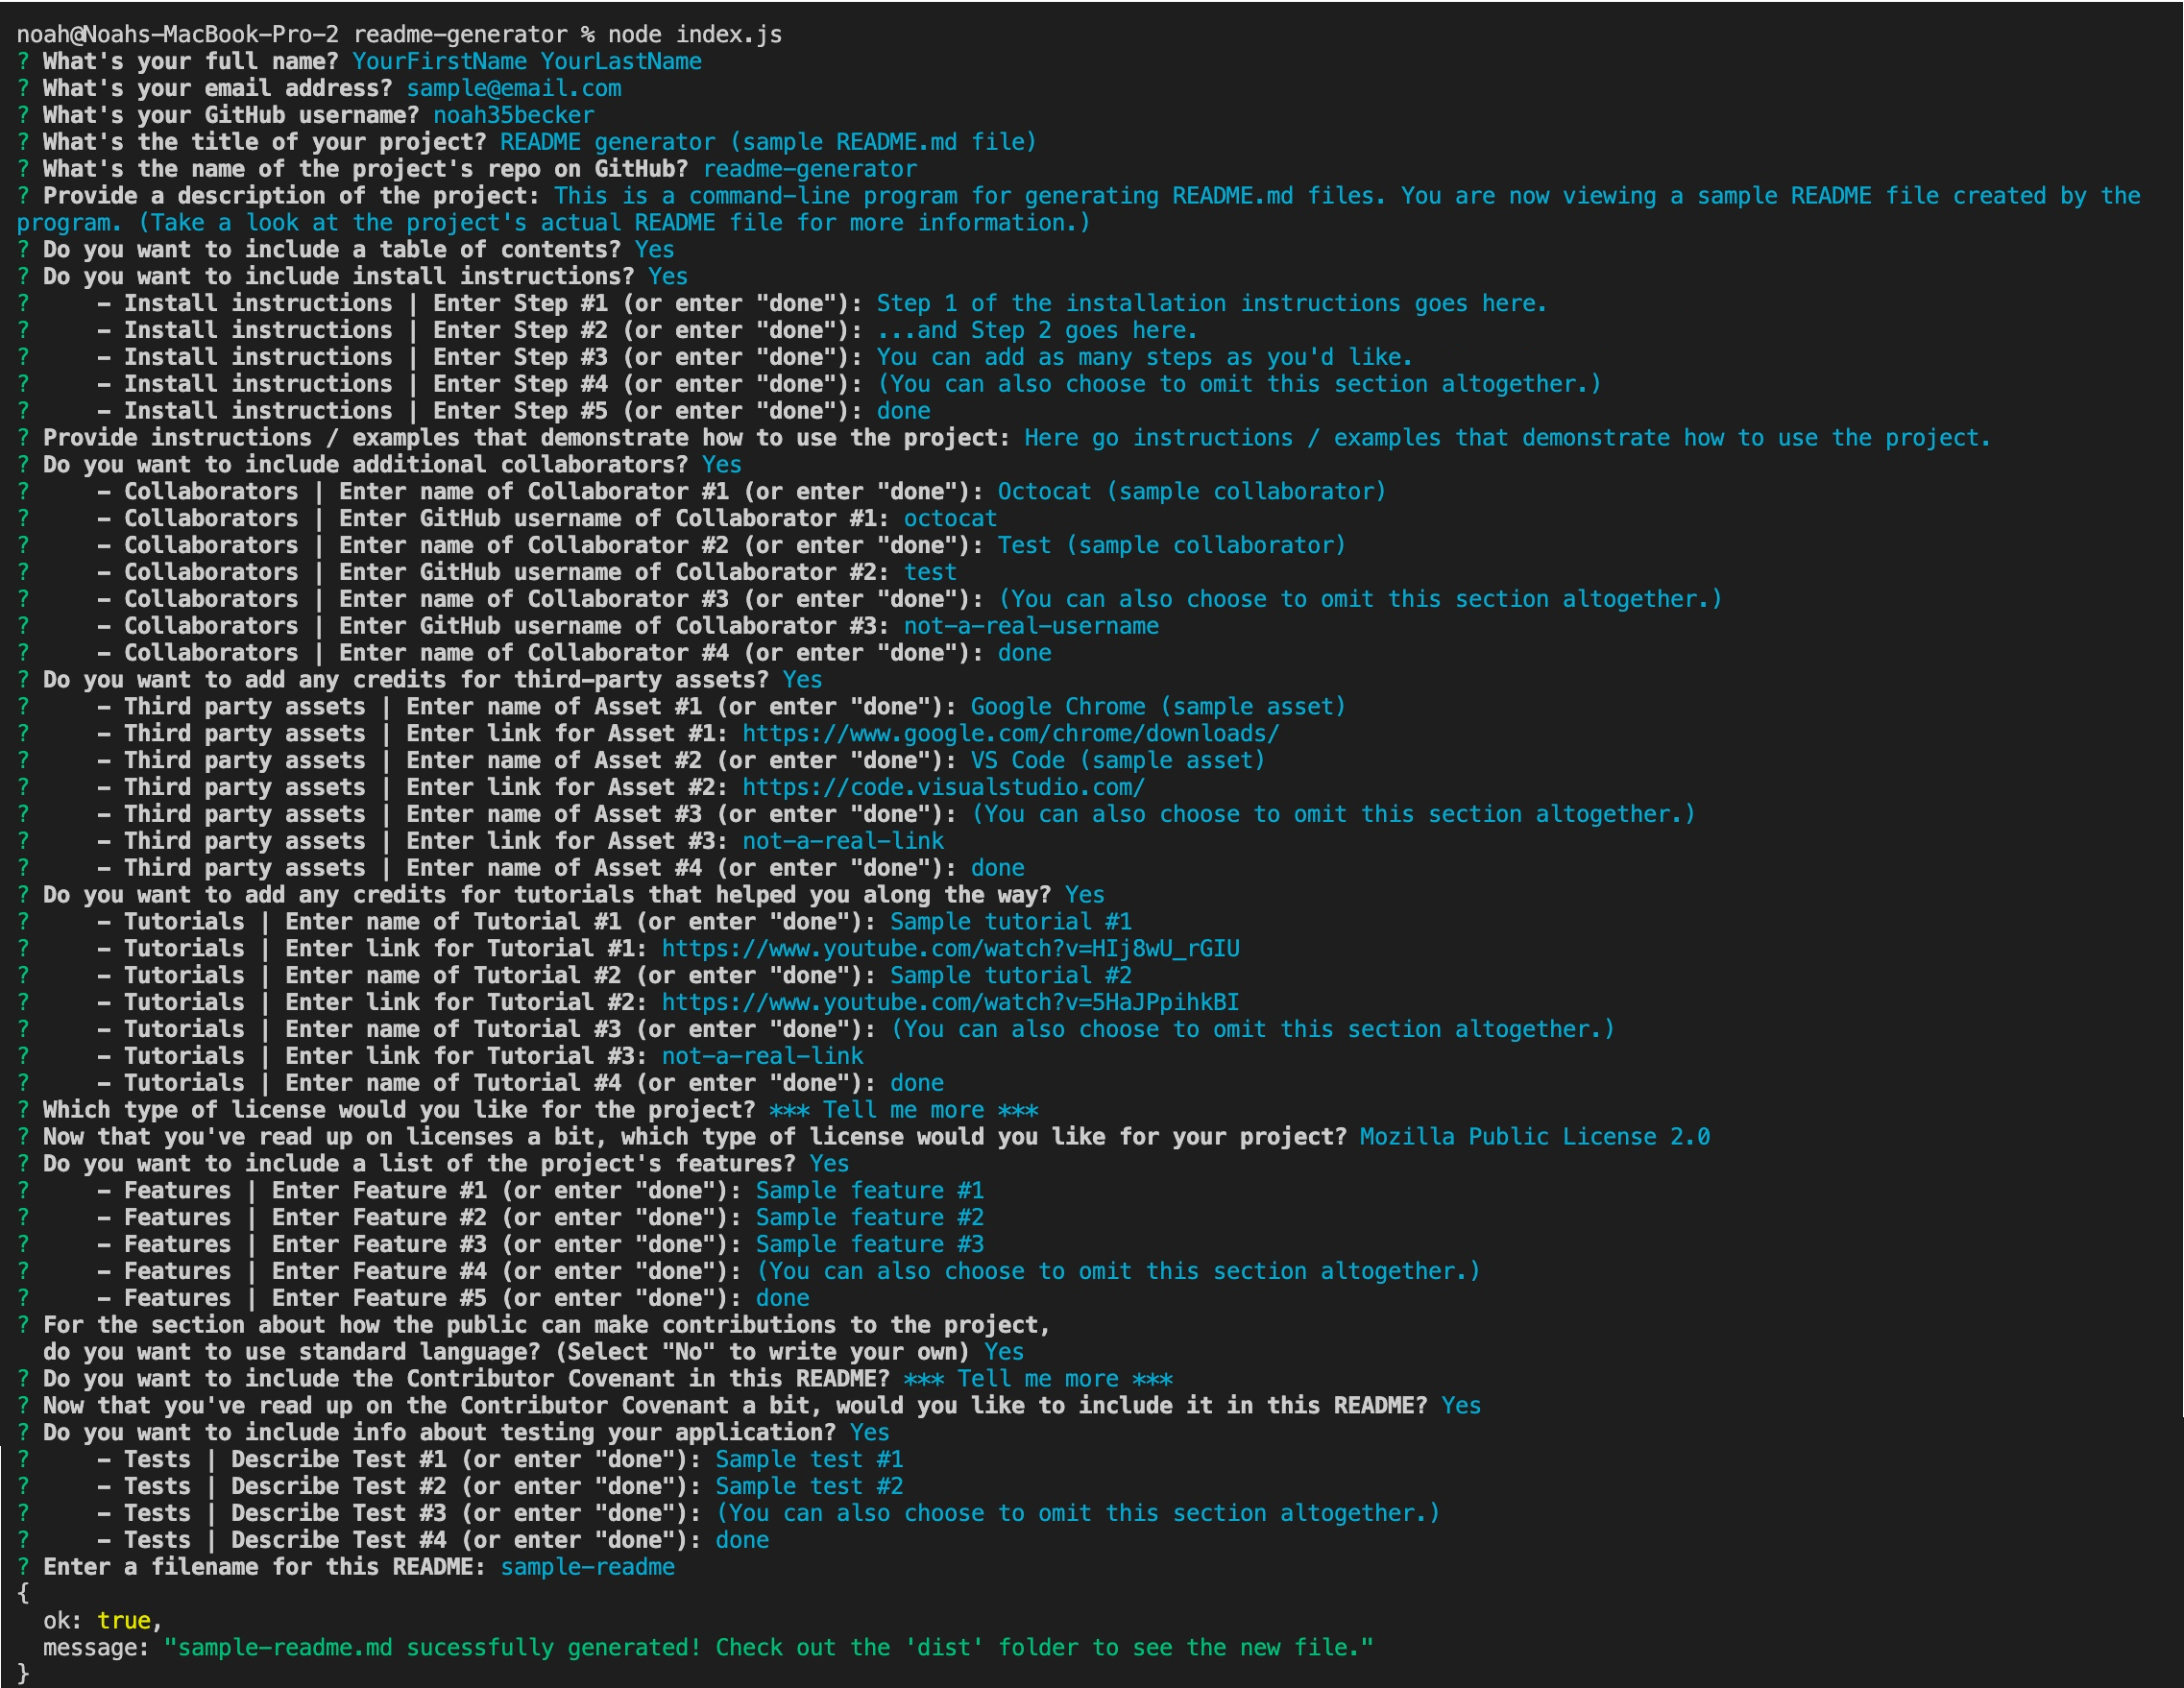 noah@Noahs-MacBook-Pro-2 readme-generator % node index.js
? What's your full name? YourFirstName YourLastName
? What's your email address? sample@email.com
? What's your GitHub username? noah35becker
? What's the title of your project? README generator (sample README.md file)
? What's the name of the project's repo on GitHub? readme-generator
? Provide a description of the project: This is a command-line program for generating README.md files. You are now viewing a sample README file created by the
program. (Take a look at the project's actual README file for more information.)
? Do you want to include a table of contents? Yes
? Do you want to include install instructions? Yes
?     – Install instructions | Enter Step #1 (or enter "done"): Step 1 of the installation instructions goes here.
?     – Install instructions | Enter Step #2 (or enter "done"): ...and Step 2 goes here.
?     – Install instructions | Enter Step #3 (or enter "done"): You can add as many steps as you'd like.
?     – Install instructions | Enter Step #4 (or enter "done"): (You can also choose to omit this section altogether.)
?     – Install instructions | Enter Step #5 (or enter "done"): done
? Provide instructions / examples that demonstrate how to use the project: Here go instructions / examples that demonstrate how to use the project.
? Do you want to include additional collaborators? Yes
?     – Collaborators | Enter name of Collaborator #1 (or enter "done"): Octocat (sample collaborator)
?     – Collaborators | Enter GitHub username of Collaborator #1: octocat
?     – Collaborators | Enter name of Collaborator #2 (or enter "done"): Test (sample collaborator)
?     – Collaborators | Enter GitHub username of Collaborator #2: test
?     – Collaborators | Enter name of Collaborator #3 (or enter "done"): (You can also choose to omit this section altogether.)
?     – Collaborators | Enter GitHub username of Collaborator #3: not-a-real-username
?     – Collaborators | Enter name of Collaborator #4 (or enter "done"): done
? Do you want to add any credits for third-party assets? Yes
?     – Third party assets | Enter name of Asset #1 (or enter "done"): Google Chrome (sample asset)
?     – Third party assets | Enter link for Asset #1: https://www.google.com/chrome/downloads/
?     – Third party assets | Enter name of Asset #2 (or enter "done"): VS Code (sample asset)
?     – Third party assets | Enter link for Asset #2: https://code.visualstudio.com/
?     – Third party assets | Enter name of Asset #3 (or enter "done"): (You can also choose to omit this section altogether.)
?     – Third party assets | Enter link for Asset #3: not-a-real-link
?     – Third party assets | Enter name of Asset #4 (or enter "done"): done
? Do you want to add any credits for tutorials that helped you along the way? Yes
?     – Tutorials | Enter name of Tutorial #1 (or enter "done"): Sample tutorial #1
?     – Tutorials | Enter link for Tutorial #1: https://www.youtube.com/watch?v=HIj8wU_rGIU
?     – Tutorials | Enter name of Tutorial #2 (or enter "done"): Sample tutorial #2
?     – Tutorials | Enter link for Tutorial #2: https://www.youtube.com/watch?v=5HaJPpihkBI
?     – Tutorials | Enter name of Tutorial #3 (or enter "done"): (You can also choose to omit this section altogether.)
?     – Tutorials | Enter link for Tutorial #3: not-a-real-link
?     – Tutorials | Enter name of Tutorial #4 (or enter "done"): done
? Which type of license would you like for the project? *** Tell me more ***
? Now that you've read up on licenses a bit, which type of license would you like for your project? Mozilla Public License 2.0
? Do you want to include a list of the project's features? Yes
?     – Features | Enter Feature #1 (or enter "done"): Sample feature #1
?     – Features | Enter Feature #2 (or enter "done"): Sample feature #2
?     – Features | Enter Feature #3 (or enter "done"): Sample feature #3
?     – Features | Enter Feature #4 (or enter "done"): (You can also choose to omit this section altogether.)
?     – Features | Enter Feature #5 (or enter "done"): done
? For the section about how the public can make contributions to the project,
  do you want to use standard language? (Select "No" to write your own) Yes
? Do you want to include the Contributor Covenant in this README? *** Tell me more ***
? Now that you've read up on the Contributor Covenant a bit, would you like to include it in this README? Yes
? Do you want to include info about testing your application? Yes
?     – Tests | Describe Test #1 (or enter "done"): Sample test #1
?     – Tests | Describe Test #2 (or enter "done"): Sample test #2
?     – Tests | Describe Test #3 (or enter "done"): (You can also choose to omit this section altogether.)
?     – Tests | Describe Test #4 (or enter "done"): done
? Enter a filename for this README: sample-readme
{
  ok: true,
  message: "sample-readme.md sucessfully generated! Check out the 'dist' folder to see the new file."
}